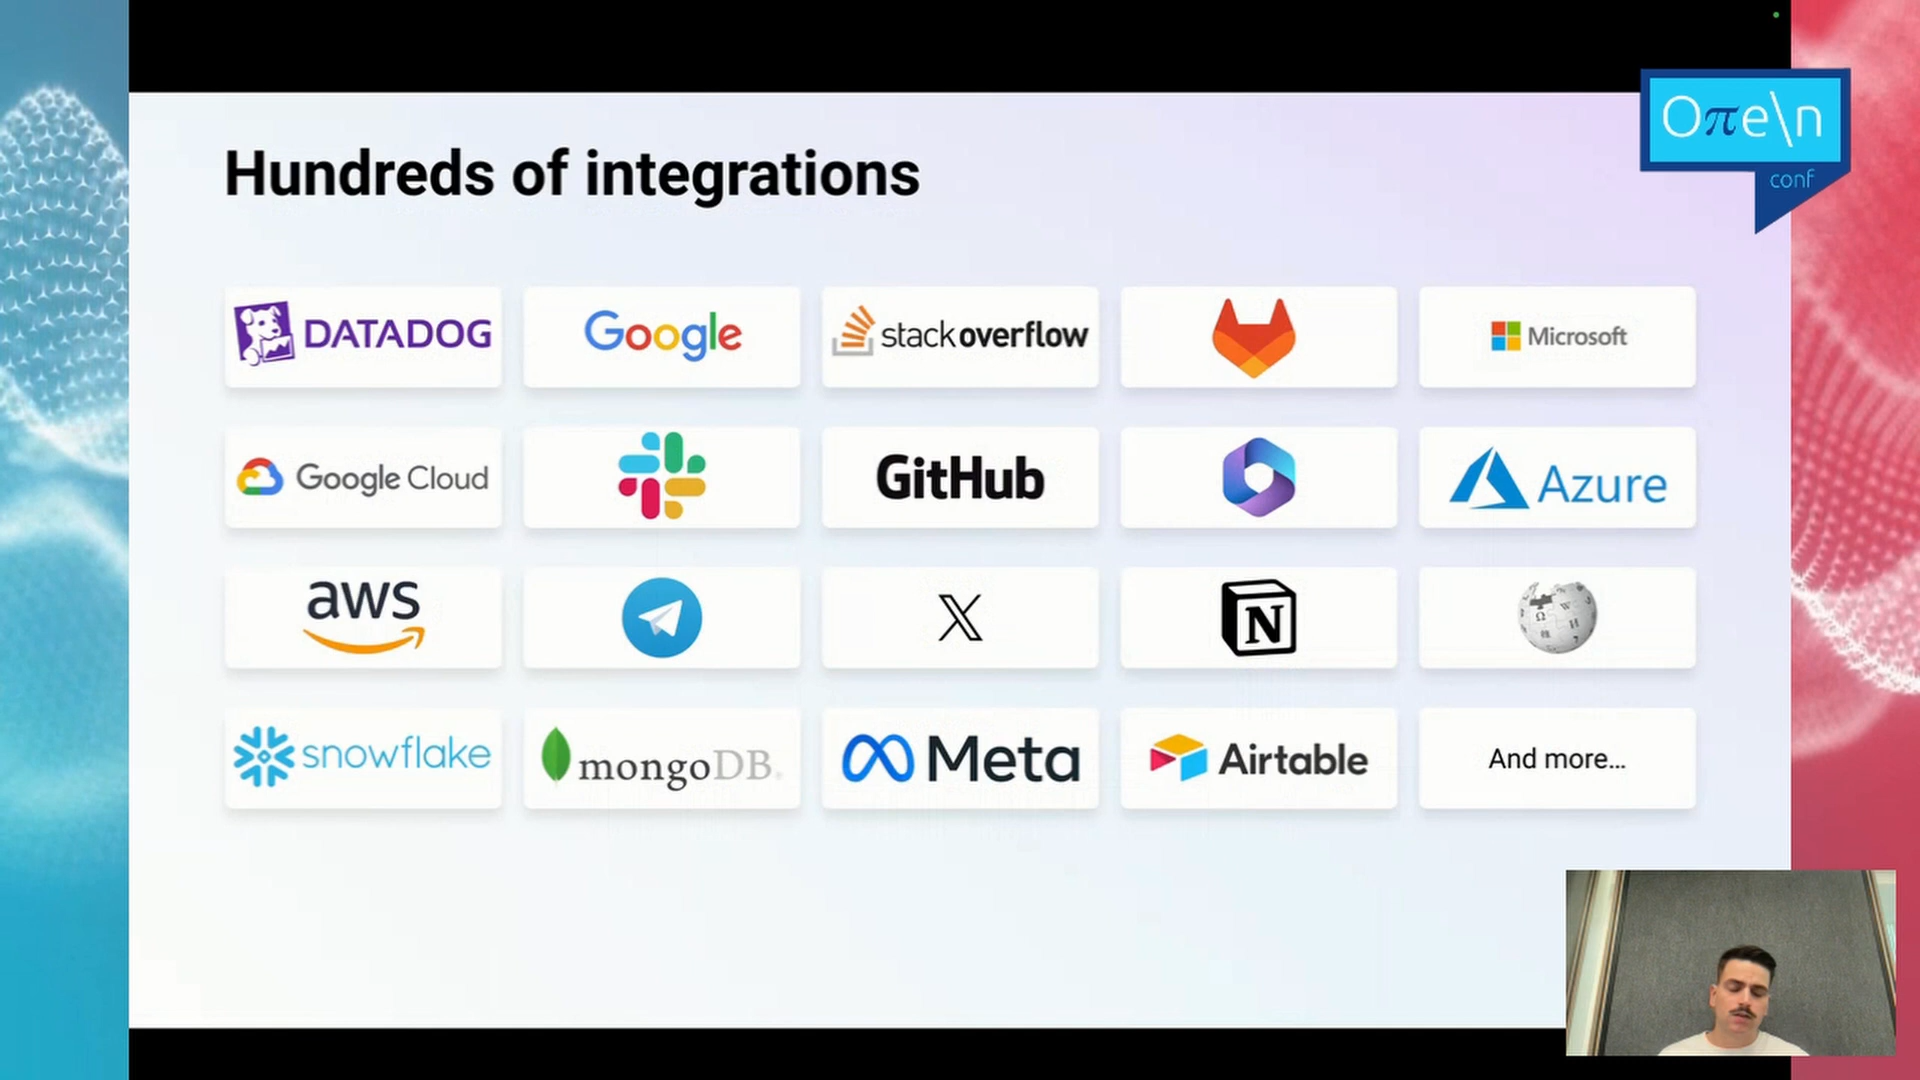 Oπe\n
conf
Hundreds of integrations
DATADOG
Google
stackoverflow
Microsoft
Google Cloud
GitHub
Azure
aws
X
N
snowflake
mongoDB.
Meta
Airtable
And more...